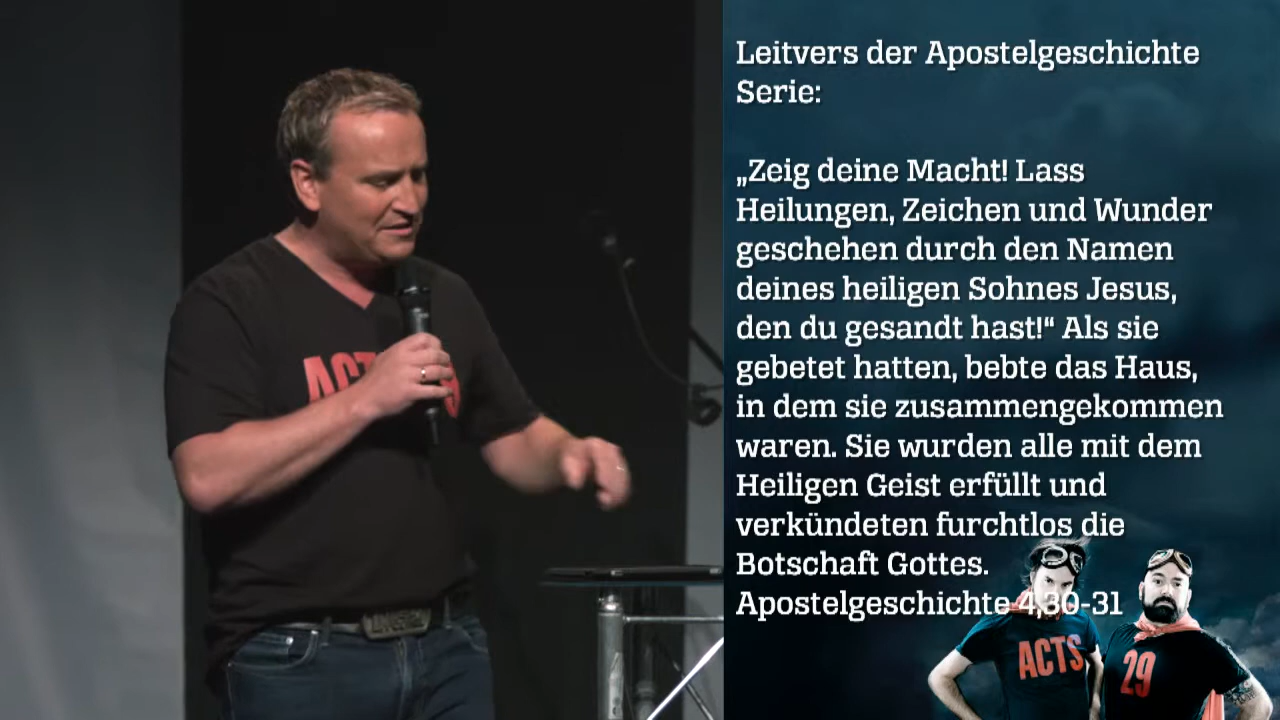 Leitvers der Apostelgeschichte
Serie:
„Zeig deine Macht! Lass
Heilungen, Zeichen und Wunder
geschehen durch den Namen
deines heiligen Sohnes Jesus,
den du gesandt hast!“ Als sie
gebetet hatten, bebte das Haus,
in dem sie zusammengekommen
waren. Sie wurden alle mit dem
Heiligen Geist erfüllt und
verkündeten furchtlos die
Botschaft Gottes.
Apostelgeschichte 4,30-31
ACTS
29